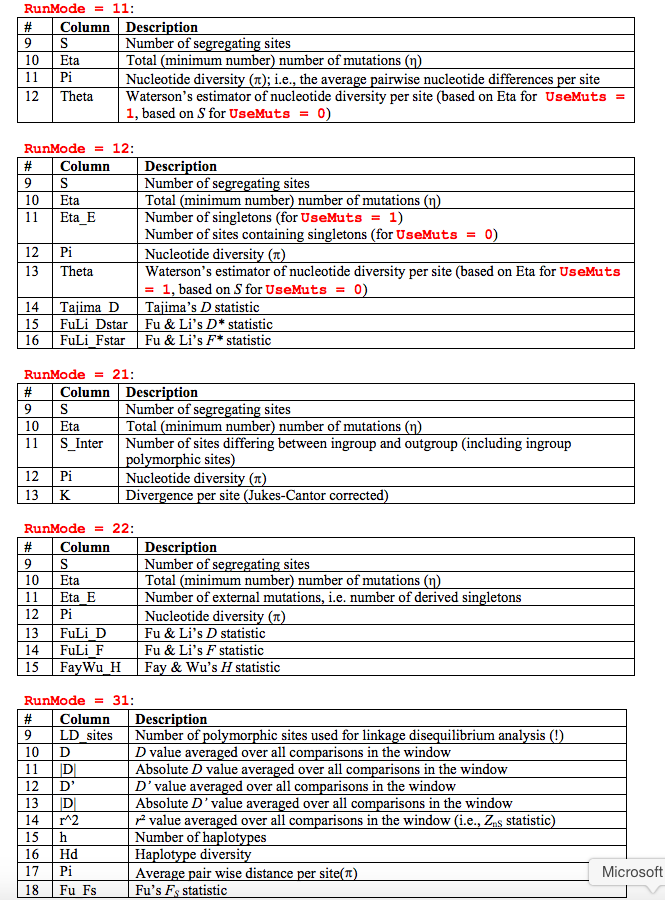 RunMode = 11:
# Column Description
9 S Number of segregating sites
10 Eta Total (minimum number) number of mutations (η)
11 Pi Nucleotide diversity (π); i.e., the average pairwise nucleotide differences per site
12 Theta Waterson's estimator of nucleotide diversity per site (based on Eta for UseMuts =
1, based on S for UseMuts = 0)
RunMode = 12:
# Column Description
9 S Number of segregating sites
10 Eta Total (minimum number) number of mutations (η)
11 Eta_E Number of singletons (for UseMuts = 1)
Number of sites containing singletons (for UseMuts = 0)
12 Pi Nucleotide diversity (π)
13 Theta Waterson's estimator of nucleotide diversity per site (based on Eta for UseMuts
= 1, based on S for UseMuts = 0)
14 Tajima_D Tajima's D statistic
15 FuLi_Dstar Fu & Li's D* statistic
16 FuLi_Fstar Fu & Li's F* statistic
RunMode = 21:
# Column Description
9 S Number of segregating sites
10 Eta Total (minimum number) number of mutations (η)
11 S_Inter Number of sites differing between ingroup and outgroup (including ingroup
polymorphic sites)
12 Pi Nucleotide diversity (π)
13 K Divergence per site (Jukes-Cantor corrected)
RunMode = 22:
# Column Description
9 S Number of segregating sites
10 Eta Total (minimum number) number of mutations (η)
11 Eta_E Number of external mutations, i.e. number of derived singletons
12 Pi Nucleotide diversity (π)
13 FuLi_D Fu & Li's D statistic
14 FuLi_F Fu & Li's F statistic
15 FayWu_H Fay & Wu's H statistic
RunMode = 31:
# Column Description
9 LD_sites Number of polymorphic sites used for linkage disequilibrium analysis (!)
10 D D value averaged over all comparisons in the window
11 |D| Absolute D value averaged over all comparisons in the window
12 D' D' value averaged over all comparisons in the window
13 |D| Absolute D' value averaged over all comparisons in the window
14 r^2 r² value averaged over all comparisons in the window (i.e., ZnS statistic)
15 h Number of haplotypes
16 Hd Haplotype diversity
17 Pi Average pair wise distance per site(π)
18 Fu_Fs Fu's FS statistic
Microsoft